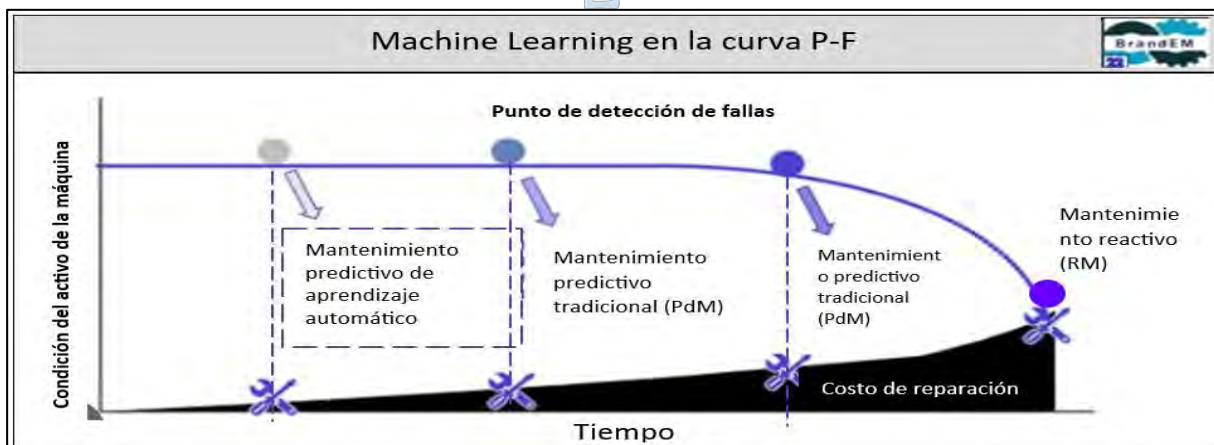 Machine Learning en la curva P-F
BrandEM
22
Punto de detección de fallas
Condición del activo de la máquina
Mantenimiento
predictivo de
aprendizaje
automático
Mantenimiento
predictivo
tradicional (PdM)
Mantenimient
o predictivo
tradicional
(PdM)
Mantenimie
nto reactivo
(RM)
Costo de reparación
Tiempo